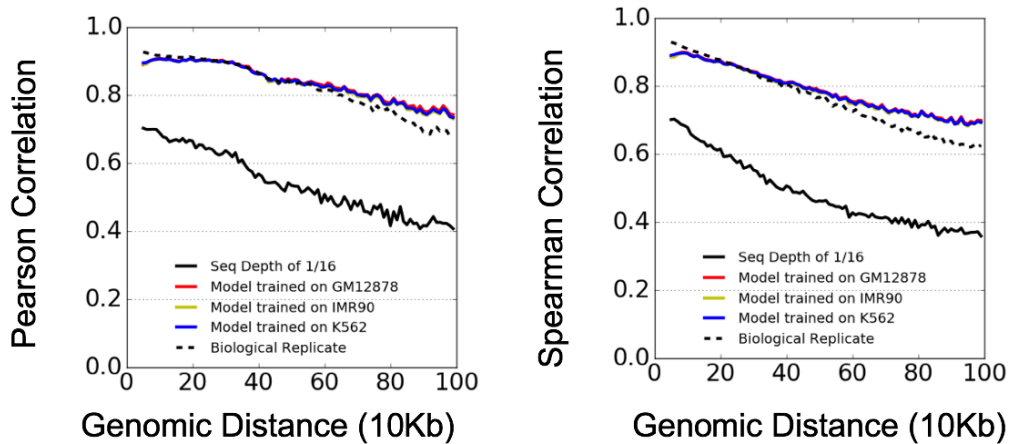 Pearson Correlation
1.0
0.8
0.6
0.4
0.2
0.0
Seq Depth of 1/16
Model trained on GM12878
Model trained on IMR90
Model trained on K562
Biological Replicate
0 20 40 60 80 100
Genomic Distance (10Kb)
Spearman Correlation
1.0
0.8
0.6
0.4
0.2
0.0
Seq Depth of 1/16
Model trained on GM12878
Model trained on IMR90
Model trained on K562
Biological Replicate
0 20 40 60 80 100
Genomic Distance (10Kb)